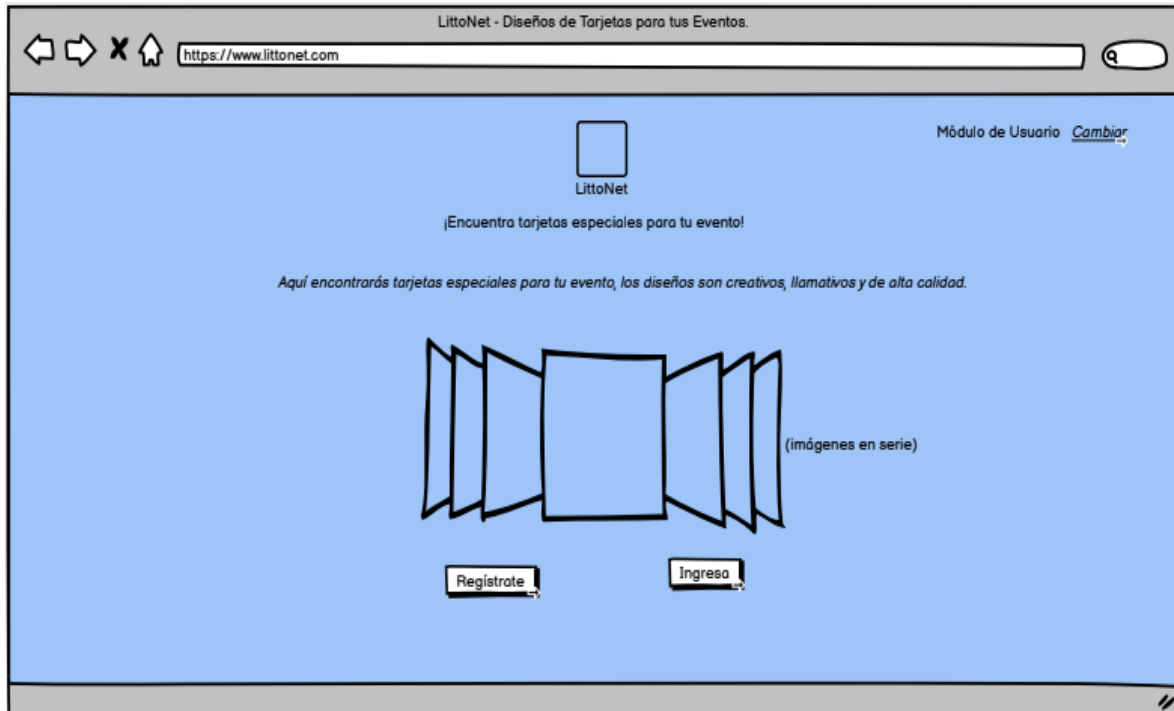 LittoNet - Diseños de Tarjetas para tus Eventos.
https://www.littonet.com
Módulo de Usuario Cambiar
LittoNet
¡Encuentra tarjetas especiales para tu evento!
Aquí encontrarás tarjetas especiales para tu evento, los diseños son creativos, llamativos y de alta calidad.
(imágenes en serie)
Regístrate
Ingresa